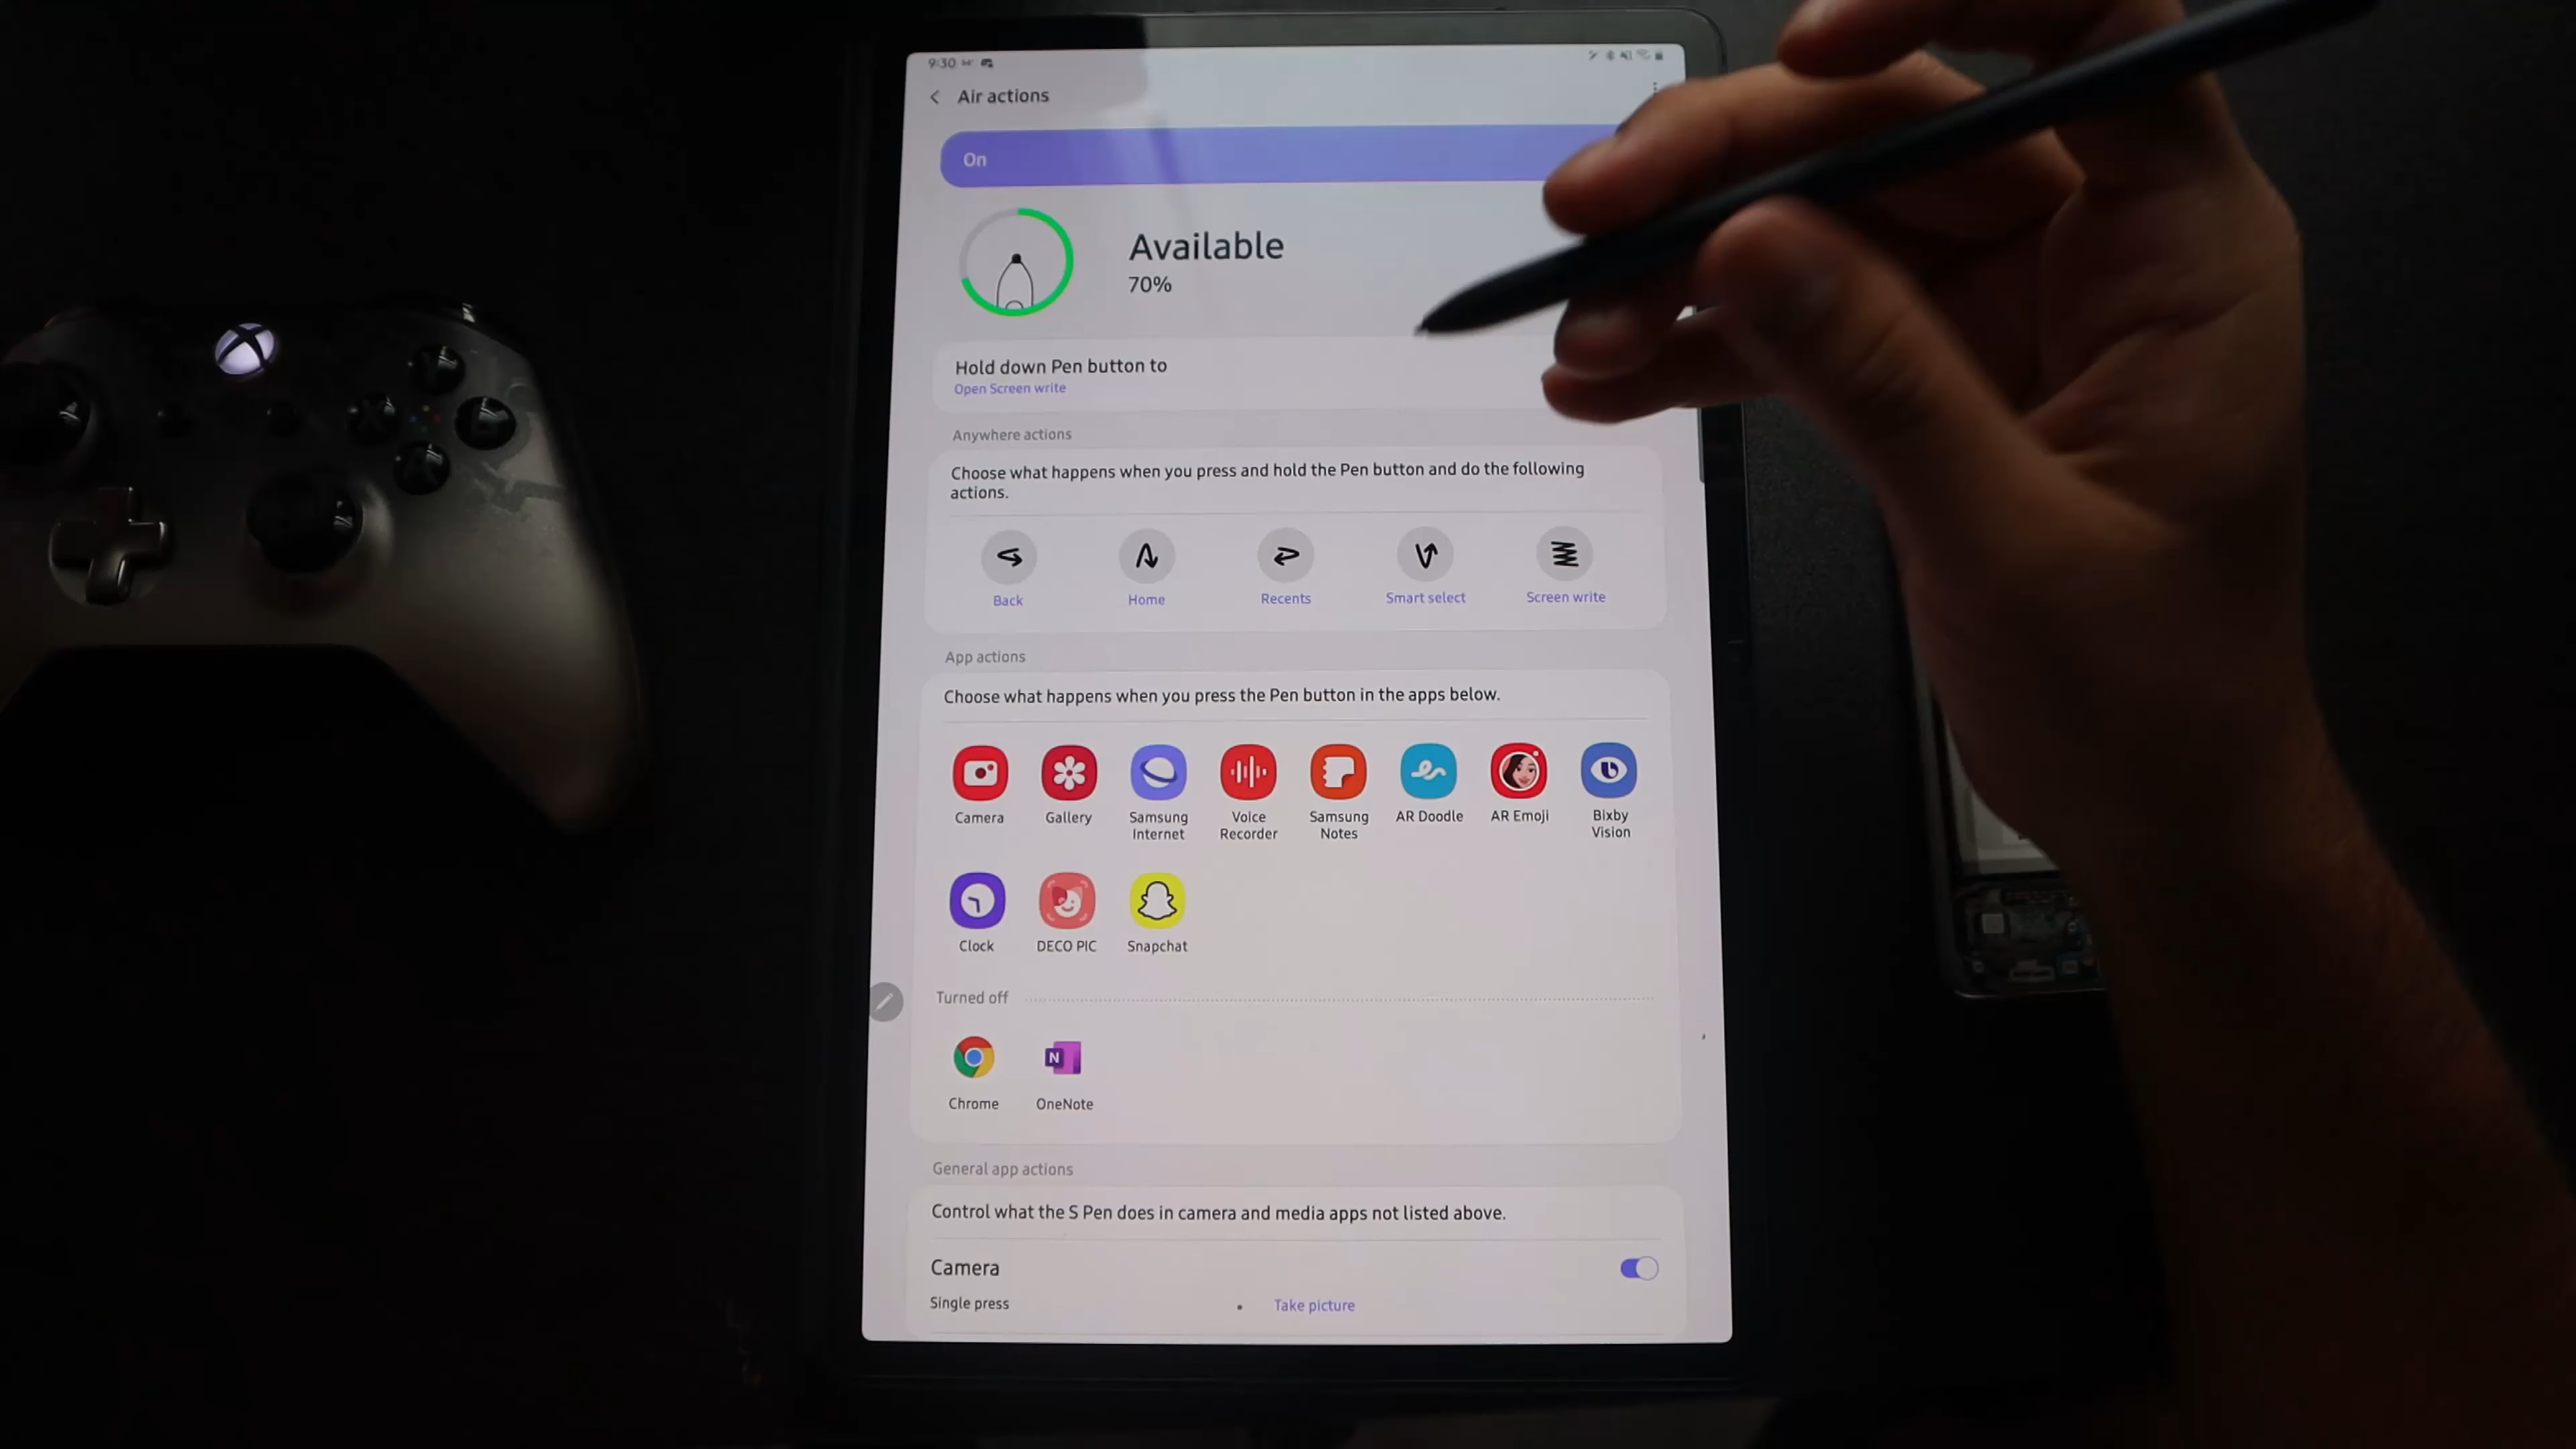 9:30
Air actions
On
Available
70%
Hold down Pen button to
Open Screen write
Anywhere actions
Choose what happens when you press and hold the Pen button and do the following
actions.
Back Home Recents Smart select Screen write
App actions
Choose what happens when you press the Pen button in the apps below.
Camera Gallery Samsung Internet Voice Recorder Samsung Notes AR Doodle AR Emoji Bixby Vision
Clock DECO PIC Snapchat
Turned off
N
Chrome OneNote
General app actions
Control what the S Pen does in camera and media apps not listed above.
Camera
Single press Take picture